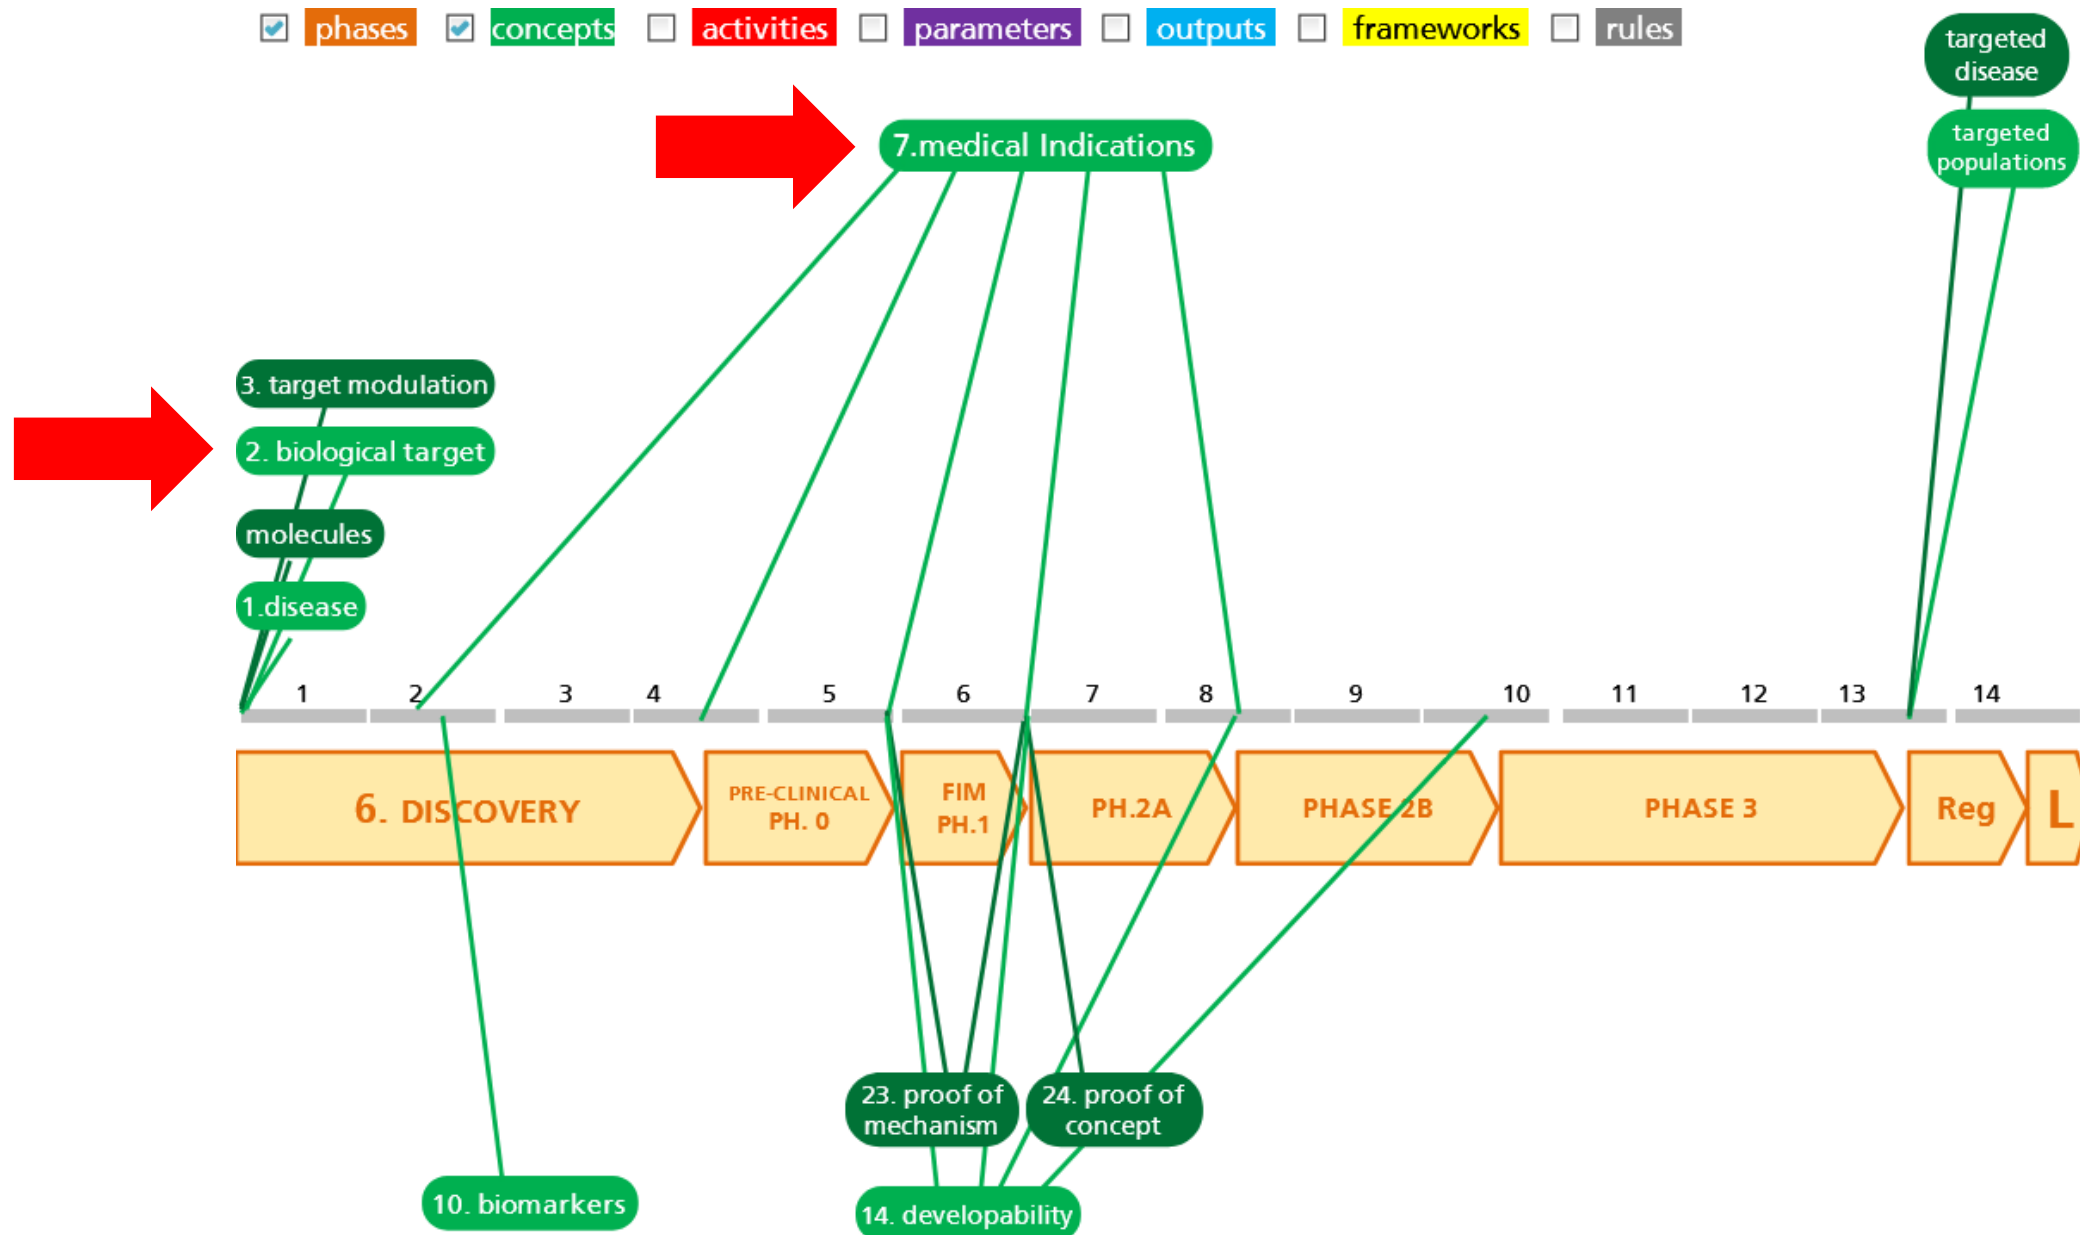 phases concepts activities parameters outputs frameworks rules
targeted
disease
7.medical Indications
targeted
populations
3. target modulation
2. biological target
molecules
1.disease
1 2 3 4 5 6 7 8 9 10 11 12 13 14
6. DISCOVERY
PRE-CLINICAL
PH. 0
FIM
PH.1
PH.2A
PHASE 2B
PHASE 3
Reg
L
23. proof of
mechanism
24. proof of
concept
10. biomarkers
14. developability